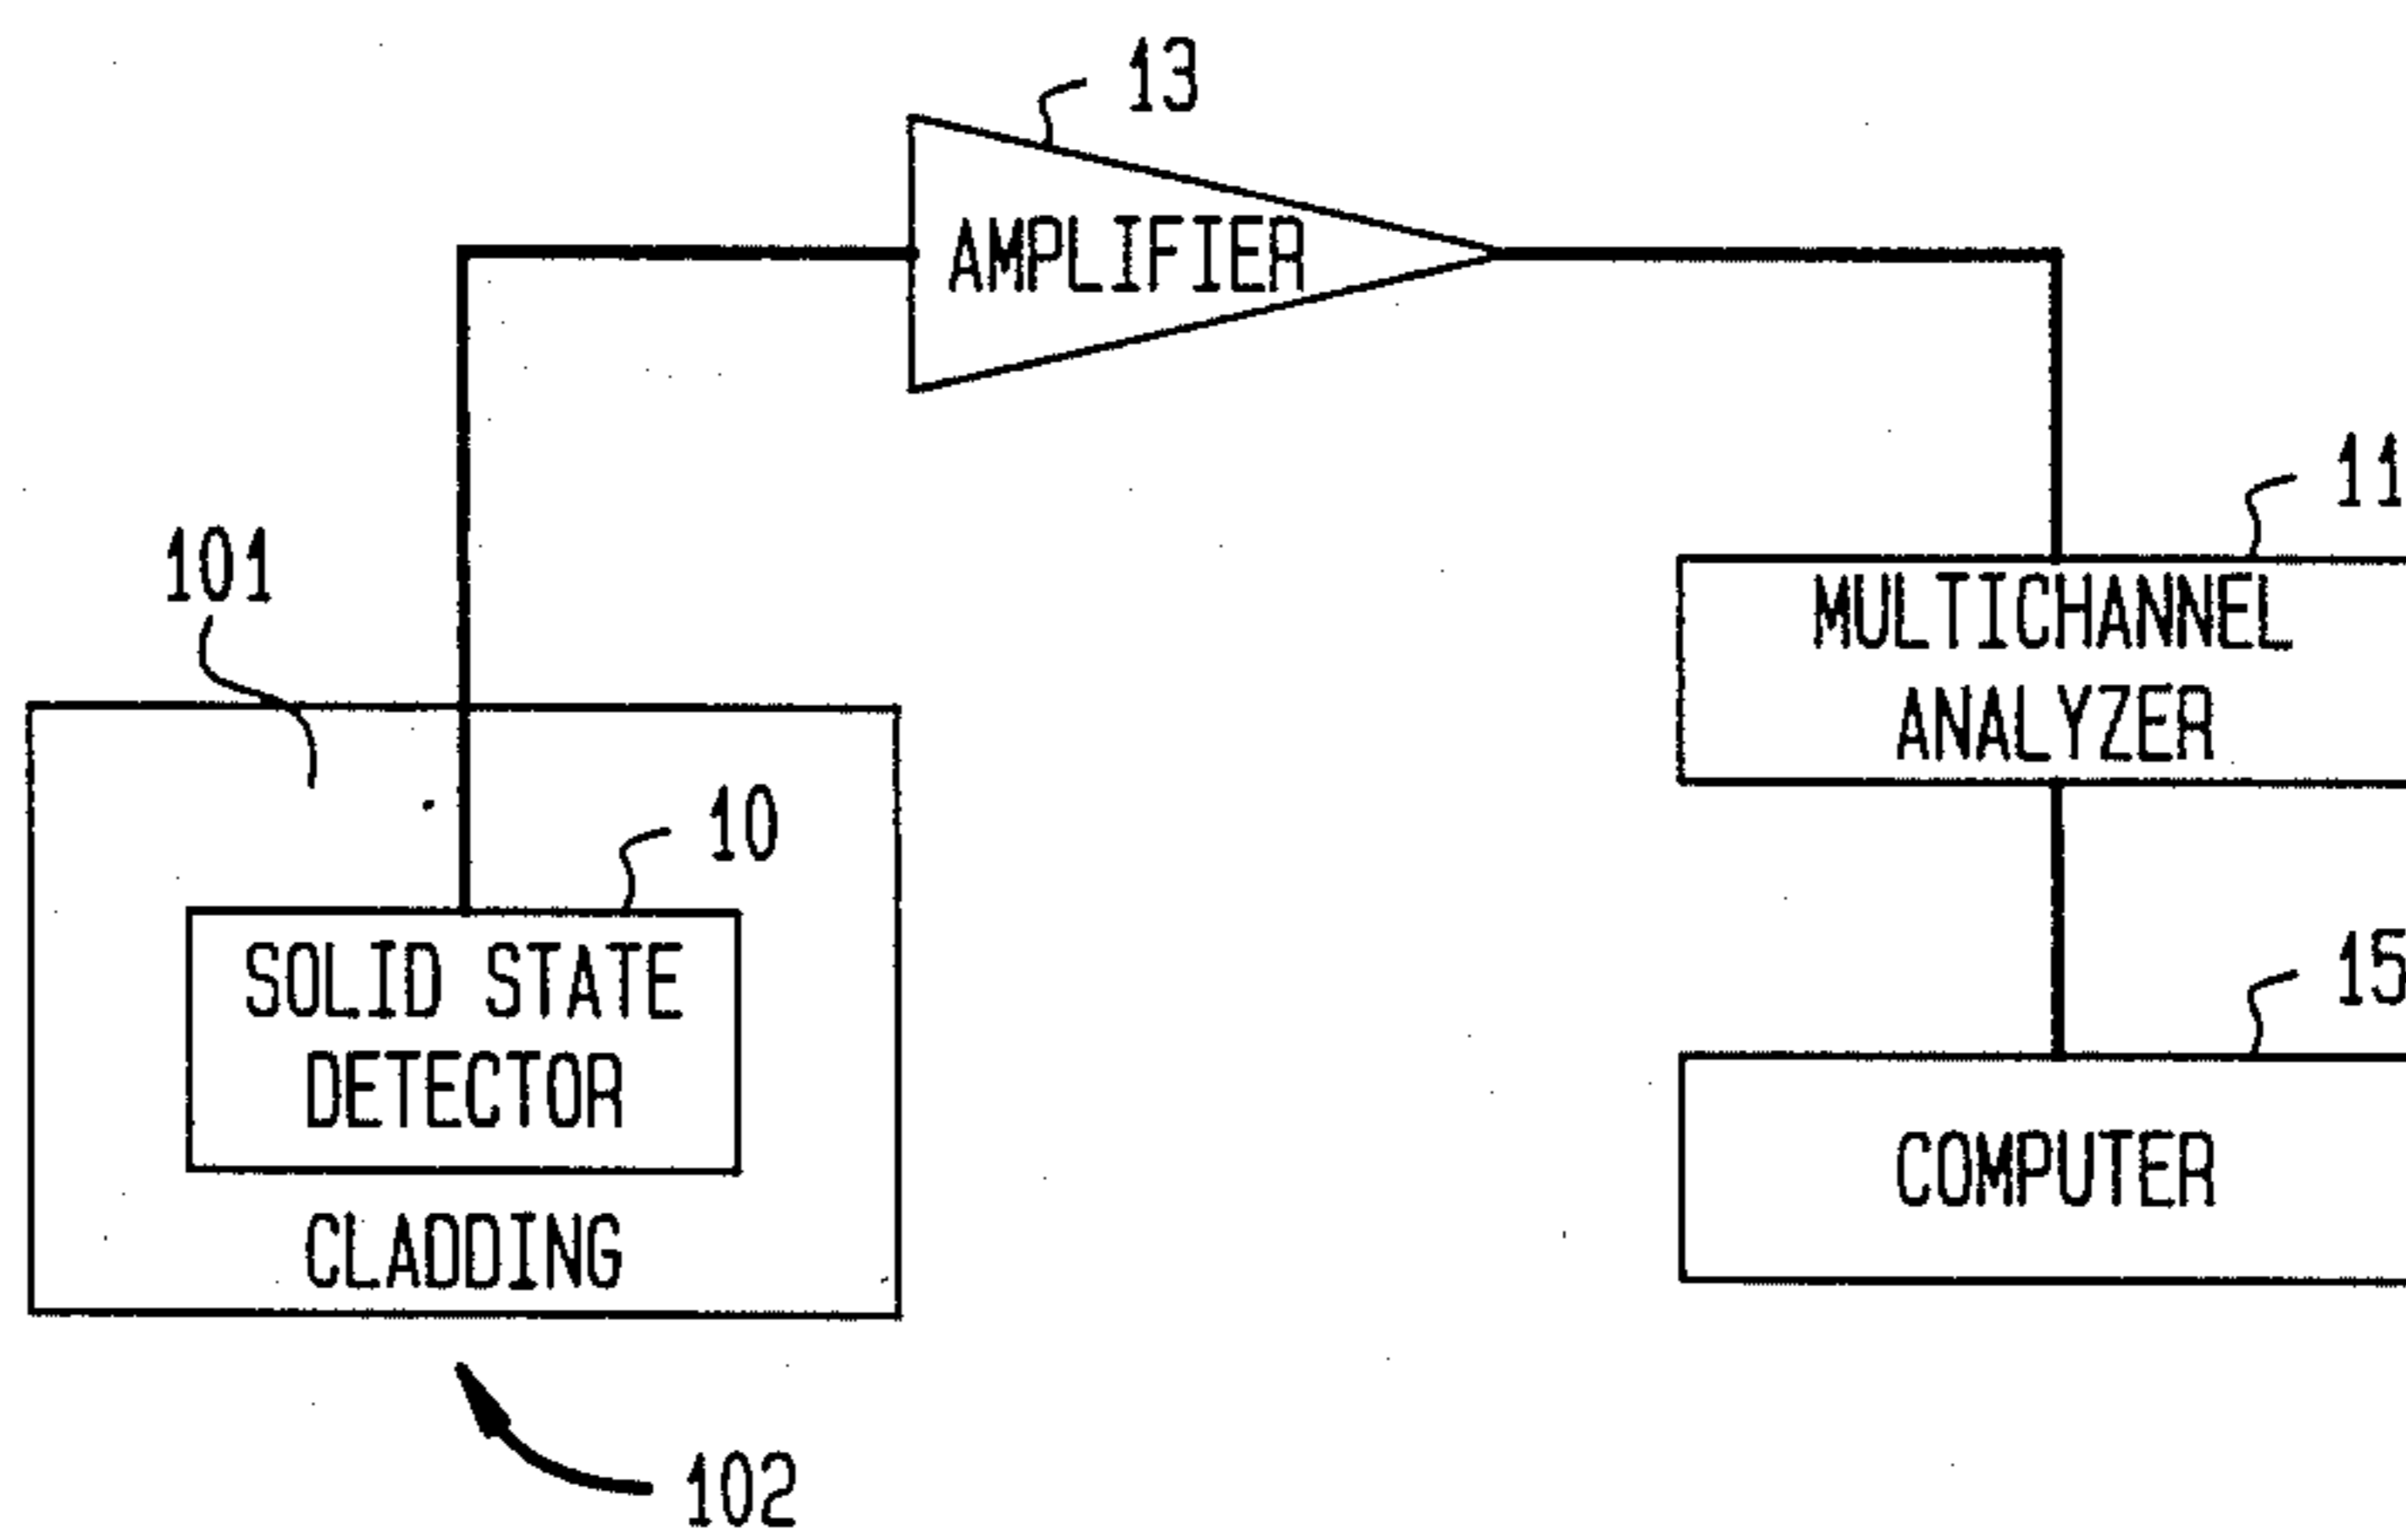 13
AMPLIFIER
11
MULTICHANNEL
ANALYZER
101
10
SOLID STATE
DETECTOR
CLADDING
15
COMPUTER
102